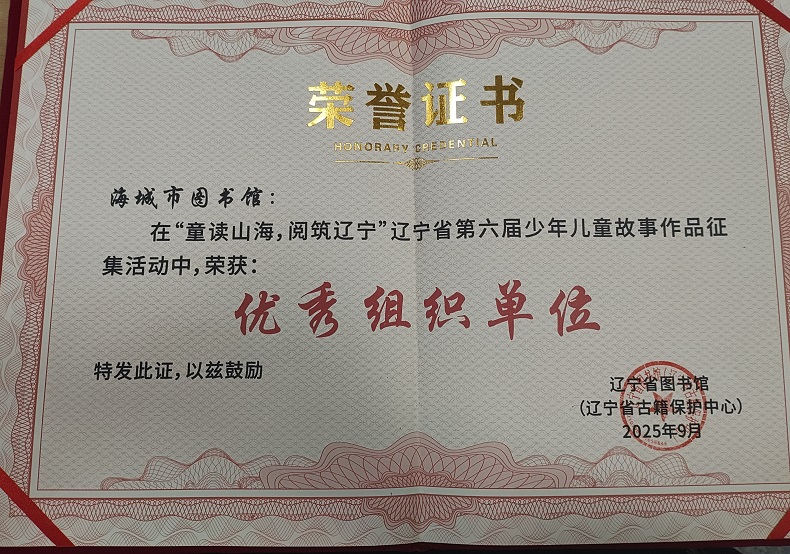 荣誉证书
HONORARY CREDENTIAL
海城市图书馆：
在“童读山海，阅筑辽宁”辽宁省第六届少年儿童故事作品征
集活动中，荣获：
优秀组织单位
特发此证，以兹鼓励
辽宁省图书馆
（辽宁省古籍保护中心）
2025年9月